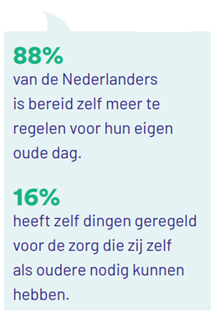 88%
van de Nederlanders
is bereid zelf meer te
regelen voor hun eigen
oude dag.
16%
heeft zelf dingen geregeld
voor de zorg die zij zelf
als oudere nodig kunnen
hebben.